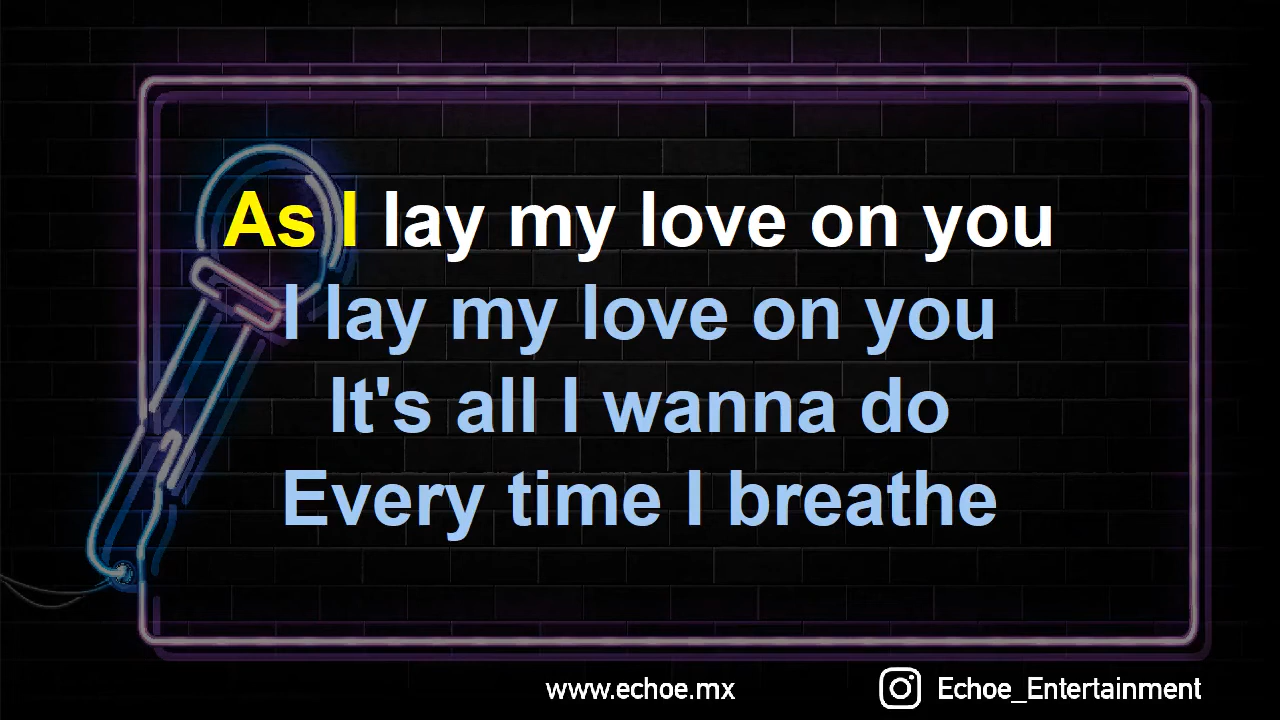 As I lay my love on you
I lay my love on you
It's all I wanna do
Every time I breathe
www.echoe.mx
Echoe_Entertainment